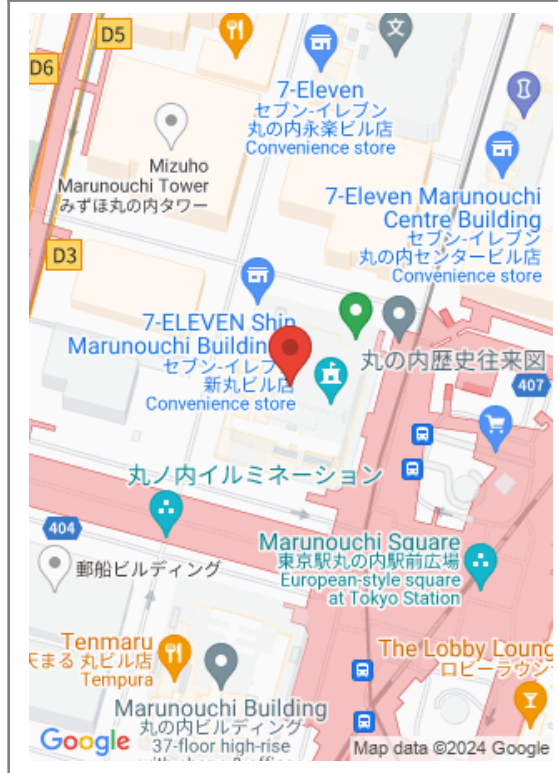 D5
文
D6
7-Eleven
セブン-イレブン
丸の内永楽ビル店
Convenience store
Mizuho
Marunouchi Tower
みずほ丸の内タワー
7-Eleven Marunouchi
Centre Building
セブン-イレブン
丸の内センタービル店
Convenience store
D3
7-ELEVEN Shin
Marunouchi Building
セブン-イレブ
新丸ビル店
Convenience store
丸の内歴史往来図
407
丸ノ内イルミネーション
404
郵船ビルディング
Marunouchi Square
東京駅丸の内駅前広場
European-style square
at Tokyo Station
Tenmaru
天まる 丸ビル店
Tempura
The Lobby Loung
ロビーラウン
Marunouchi Building
丸の内ビルディング
37-floor high-rise
Google
Map data ©2024 Google